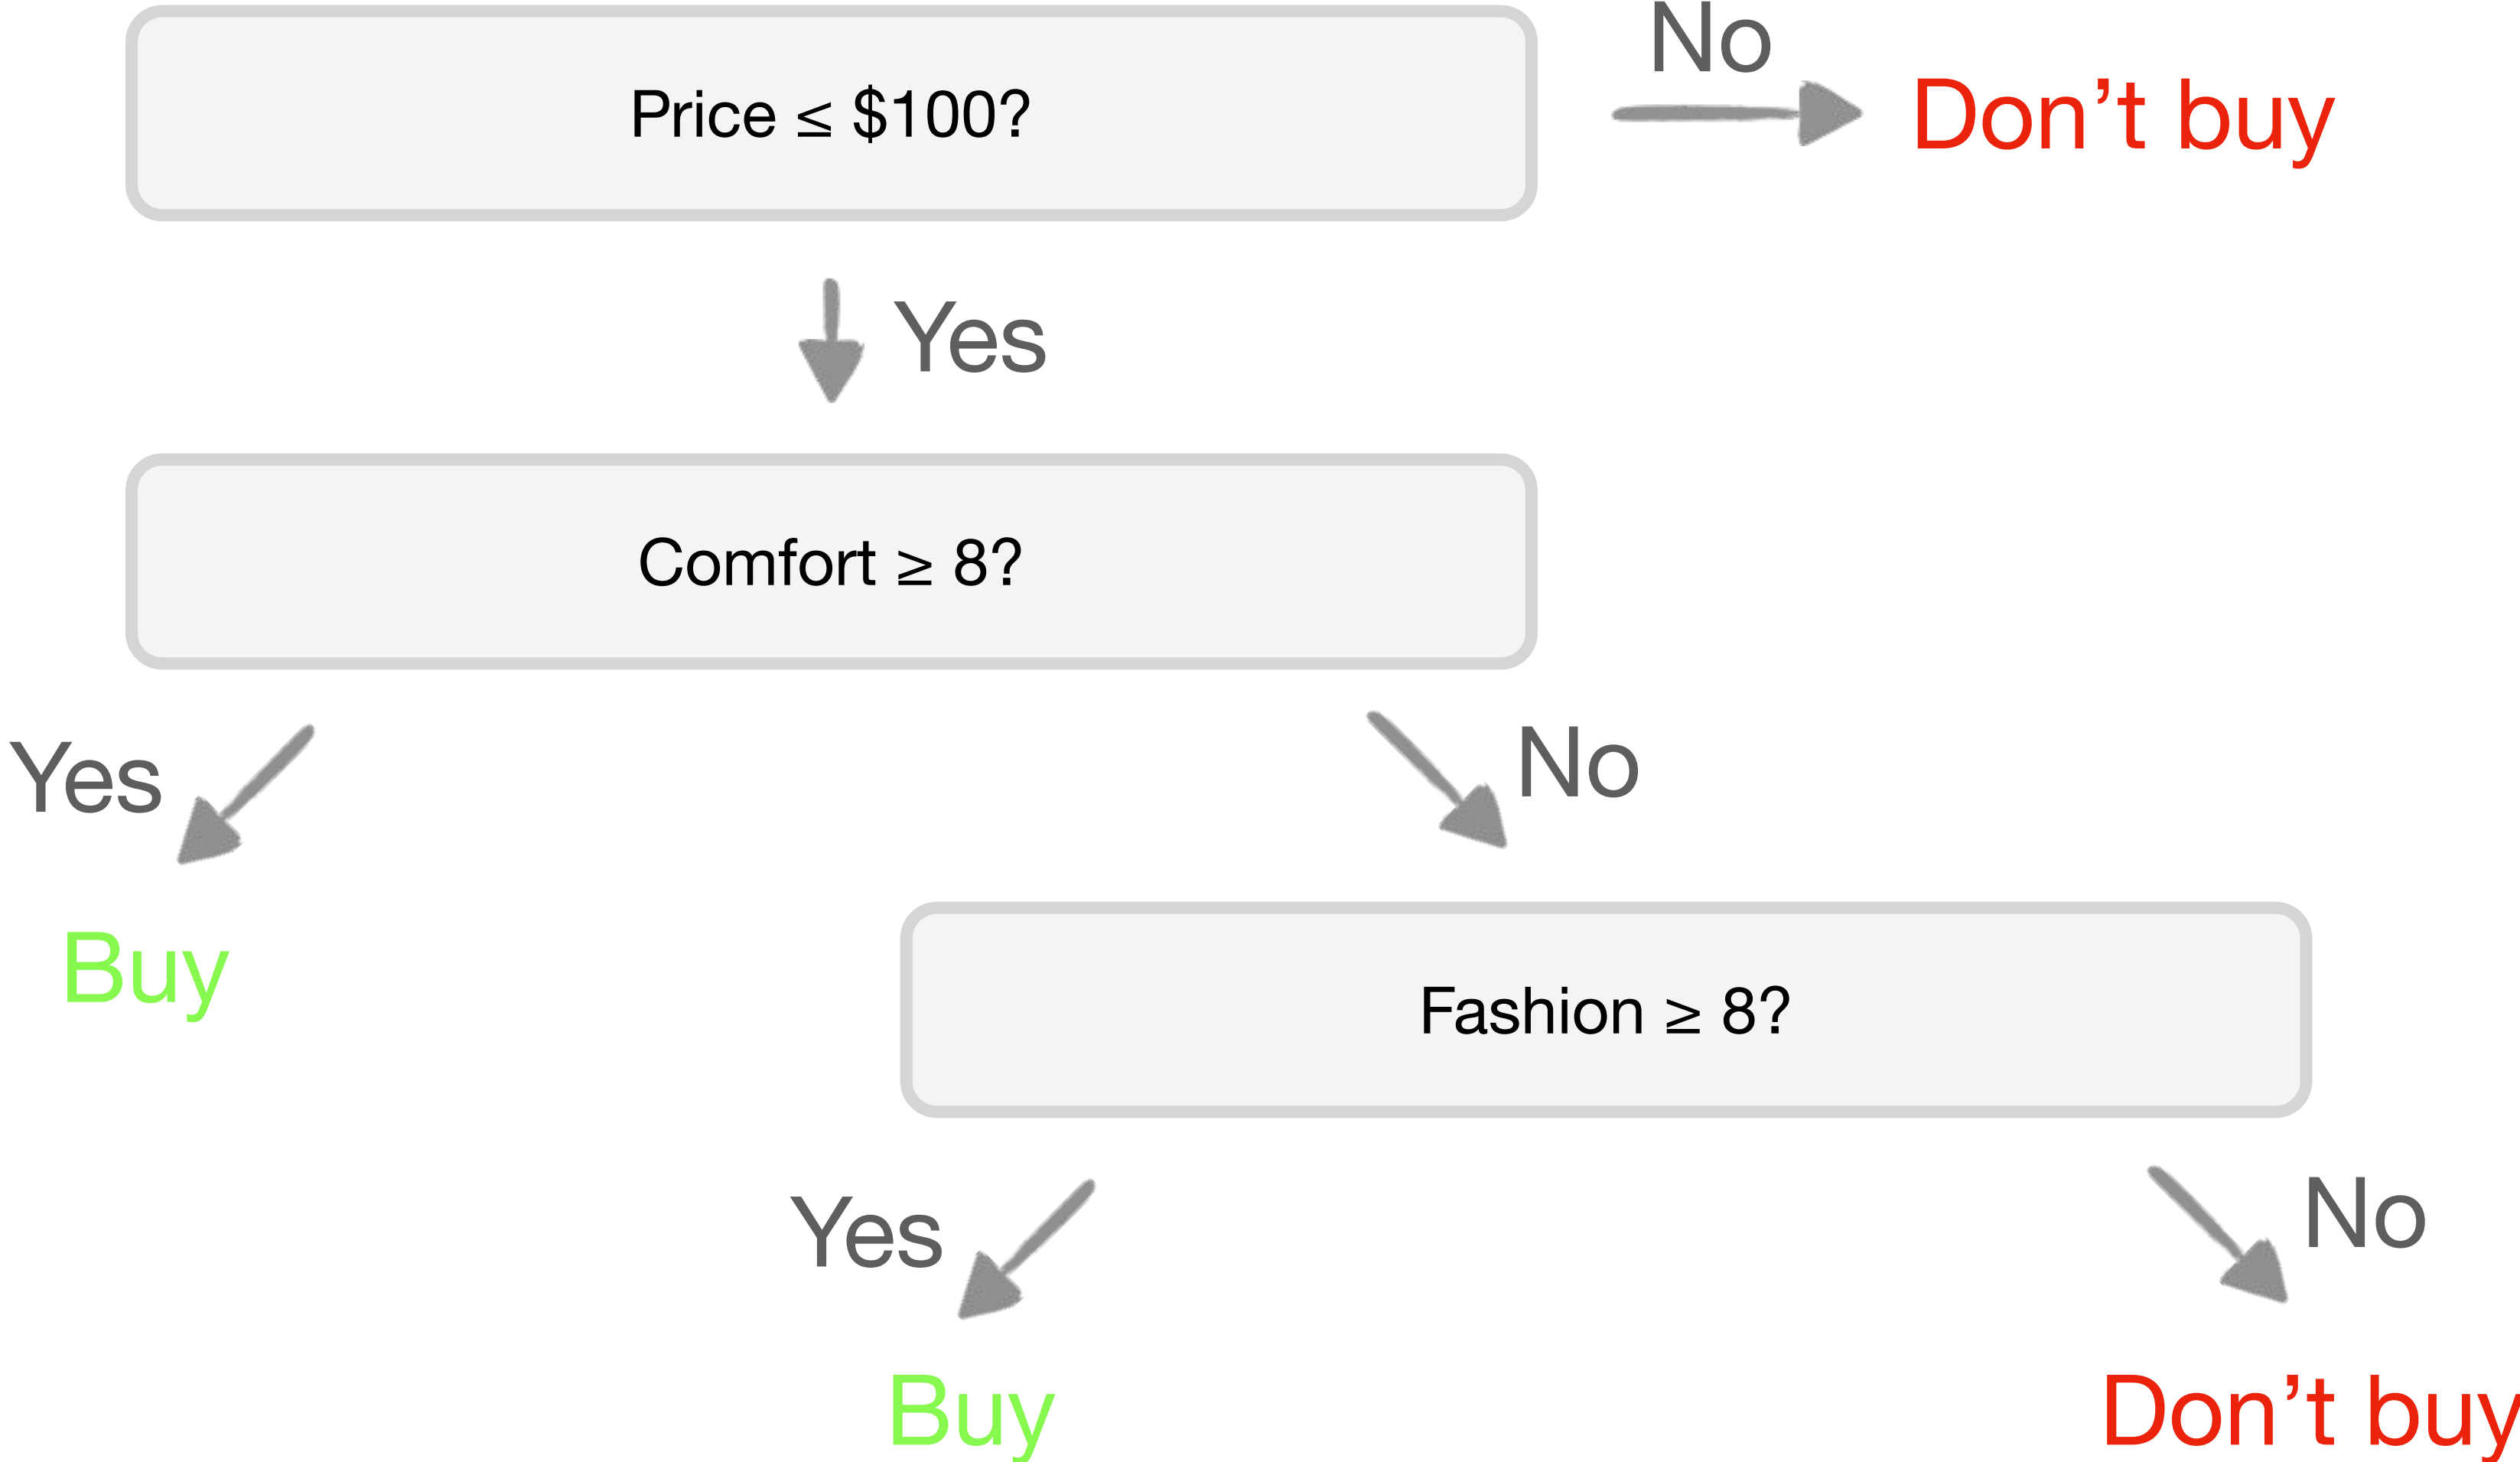 No
Price ≤ $100?
Don’t buy
Yes
Comfort ≥ 8?
Yes
No
Buy
Fashion ≥ 8?
Yes
No
Buy
Don’t buy